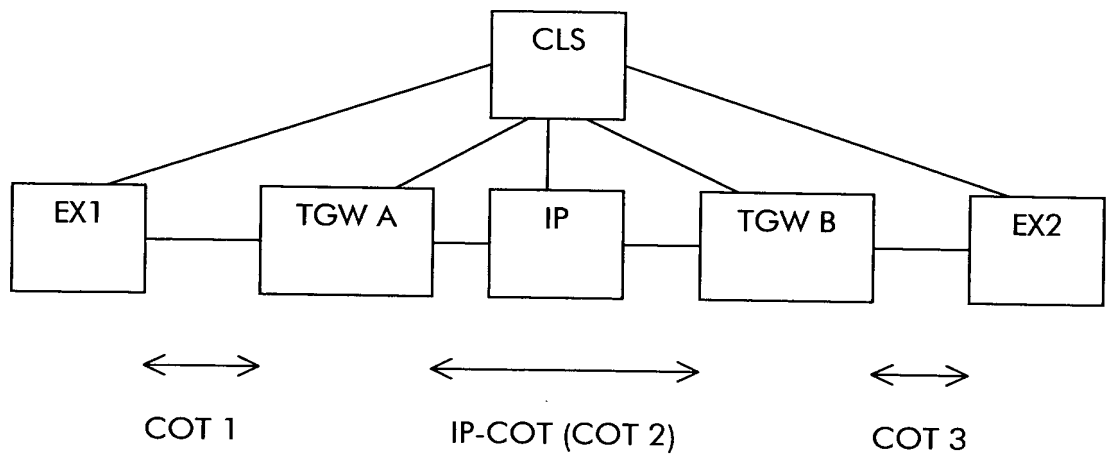 CLS
EX1
TGW A
IP
TGW B
EX2
COT 1
IP-COT (COT 2)
COT 3